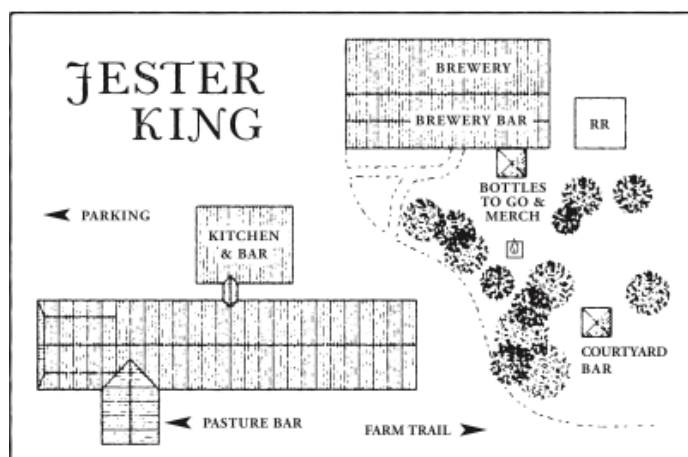 JESTER
KING
BREWERY
BREWERY BAR
RR
BOTTLES
TO GO &
MERCH
PARKING
KITCHEN
& BAR
COURTYARD
BAR
PASTURE BAR
FARM TRAIL